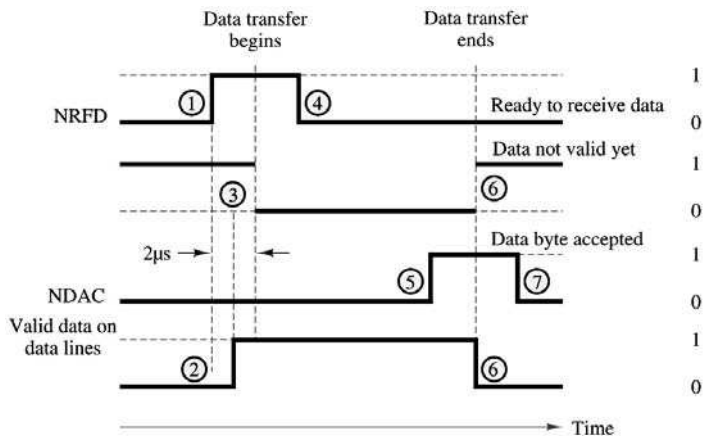 Data transfer
begins
Data transfer
ends
1
① ④ Ready to receive data
NRFD 0
Data not valid yet
1
③ ⑥
0
Data byte accepted
2μs 1
⑤ ⑦
NDAC 0
Valid data on
data lines
1
② ⑥
0
Time